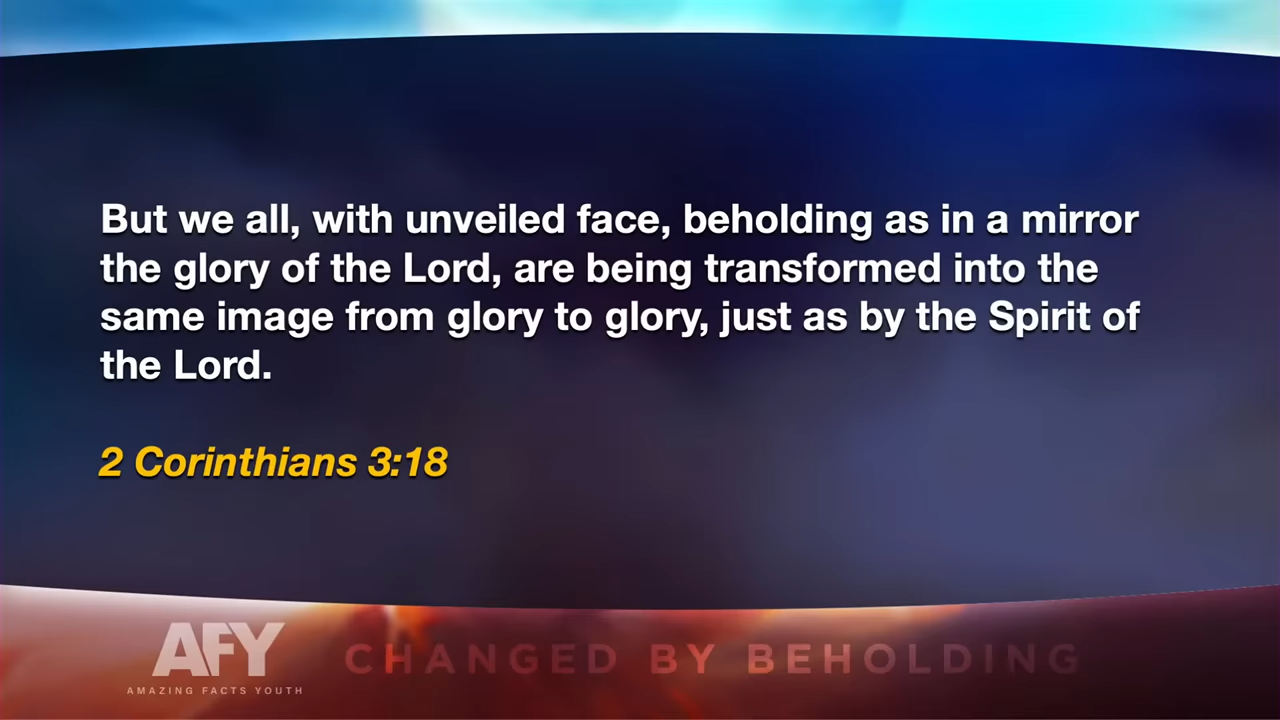 But we all, with unveiled face, beholding as in a mirror
the glory of the Lord, are being transformed into the
same image from glory to glory, just as by the Spirit of
the Lord.
2 Corinthians 3:18
AFY
AMAZING FACTS YOUTH
CHANGED BY BEHOLDING